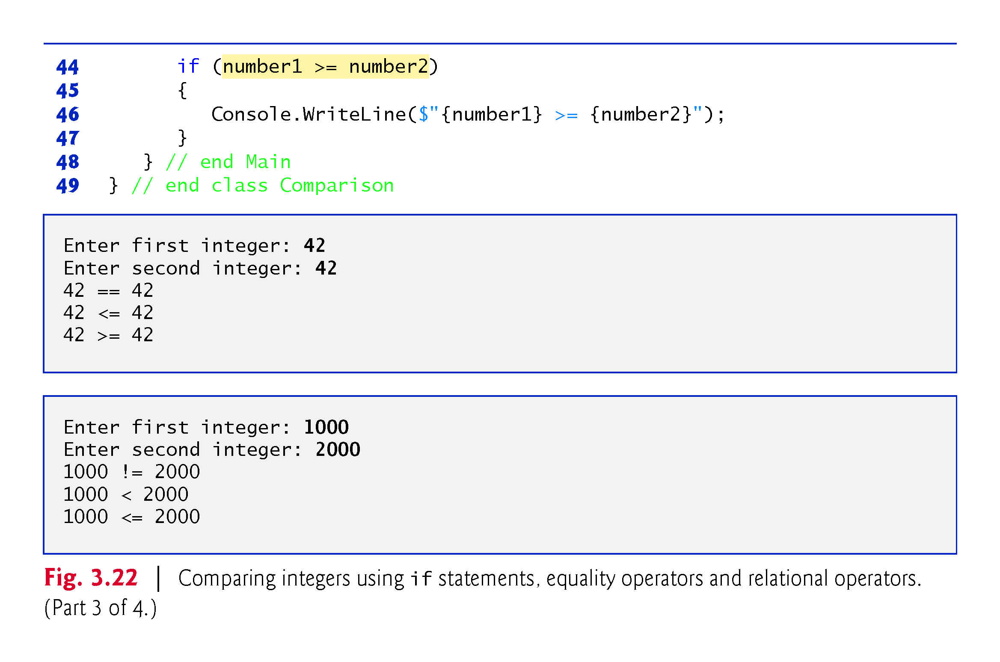 44 if (number1 >= number2)
45 {
46 Console.WriteLine($"{number1} >= {number2}");
47 }
48 } // end Main
49 } // end class Comparison
Enter first integer: 42
Enter second integer: 42
42 == 42
42 <= 42
42 >= 42
Enter first integer: 1000
Enter second integer: 2000
1000 != 2000
1000 < 2000
1000 <= 2000
Fig. 3.22 | Comparing integers using if statements, equality operators and relational operators.
(Part 3 of 4.)